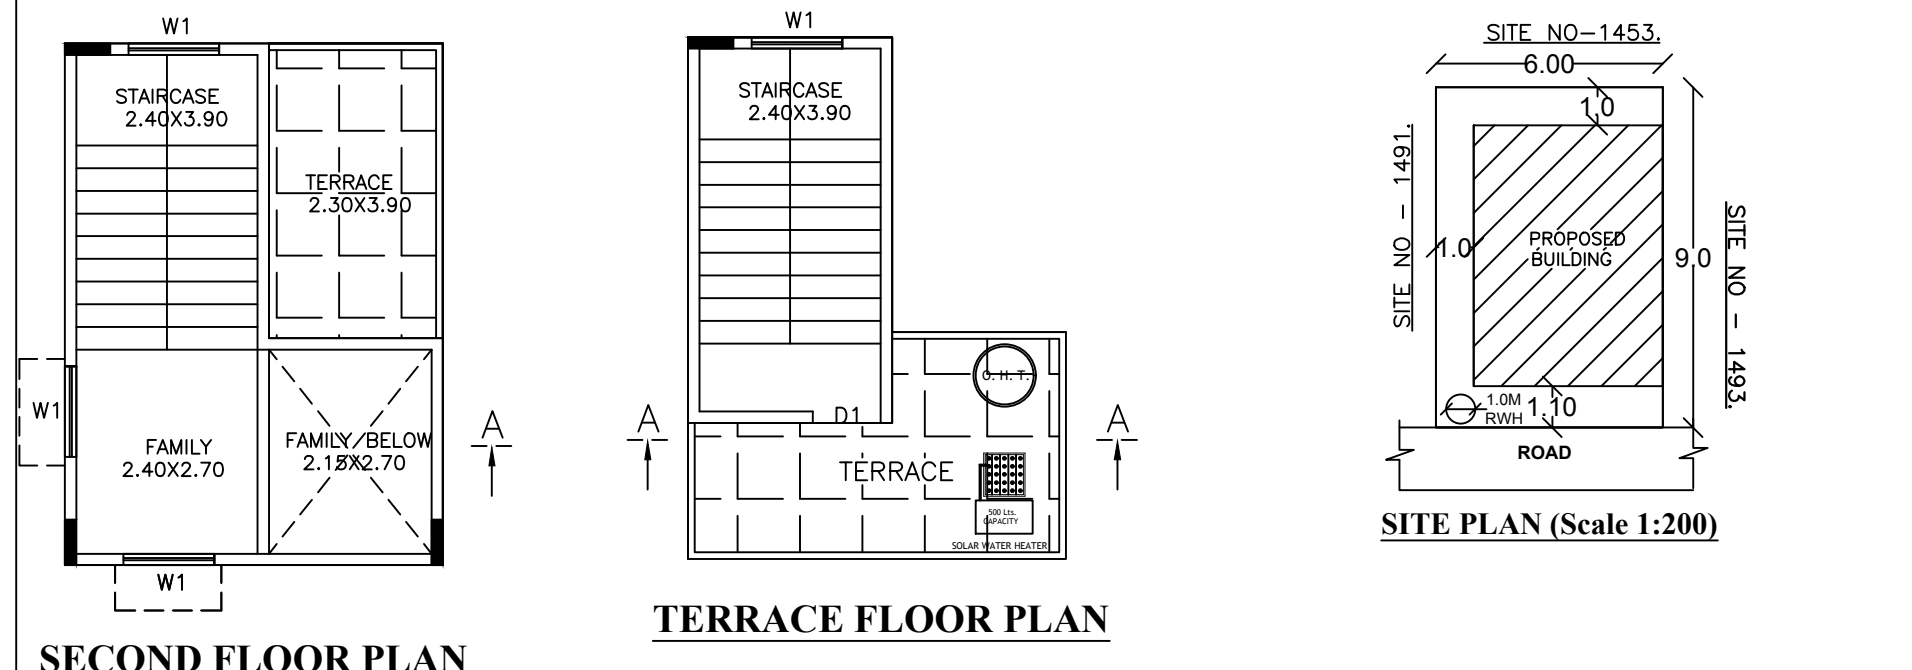 W1
STAIRCASE
2.40X3.90
TERRACE
2.30X3.90
W1
FAMILY
2.40X2.70
FAMILY BELOW
2.15X2.70
A
W1
SECOND FLOOR PLAN
W1
STAIRCASE
2.40X3.90
O. H. T.
D1
A
A
TERRACE
500 Lts.
CAPACITY
SOLAR WATER HEATER
TERRACE FLOOR PLAN
SITE NO-1453.
6.00
1.0
SITE NO - 1491.
1.0
PROPOSED
BUILDING
9.0
SITE NO - 1493.
1.0M
RWH
1.10
ROAD
SITE PLAN (Scale 1:200)